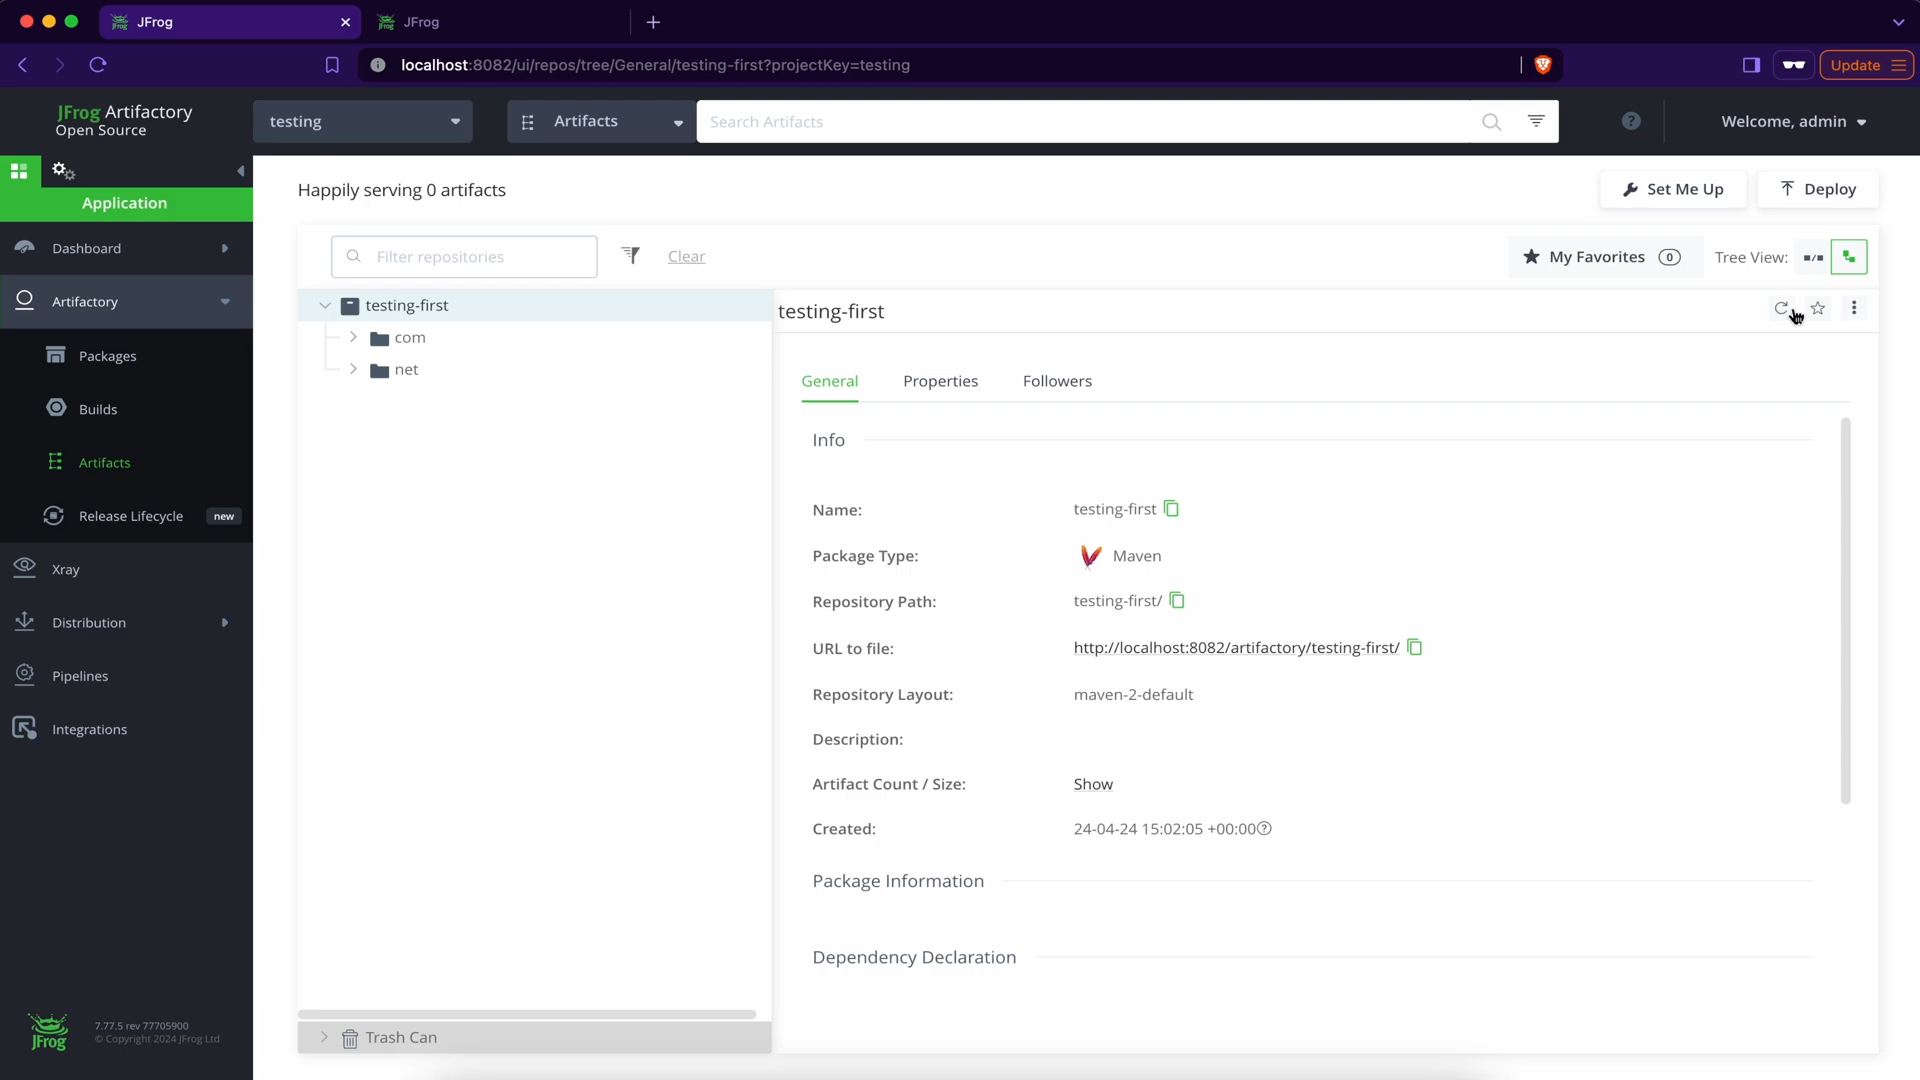 JFrog
JFrog
localhost:8082/ui/repos/tree/General/testing-first?projectKey=testing
Update
JFrog Artifactory
Open Source
testing
Artifacts
Search Artifacts
Welcome, admin
Application
Happily serving 0 artifacts
Set Me Up
Deploy
Dashboard
Artifactory
Packages
Builds
Artifacts
Release Lifecycle new
Xray
Distribution
Pipelines
Integrations
JFrog
7.77.5 rev 77705900
© Copyright 2024 JFrog Ltd
Filter repositories
Clear
My Favorites 0
Tree View:
testing-first
com
net
Trash Can
testing-first
General Properties Followers
Info
Name: testing-first
Package Type: Maven
Repository Path: testing-first/
URL to file: http://localhost:8082/artifactory/testing-first/
Repository Layout: maven-2-default
Description:
Artifact Count / Size: Show
Created: 24-04-24 15:02:05 +00:00
Package Information
Dependency Declaration